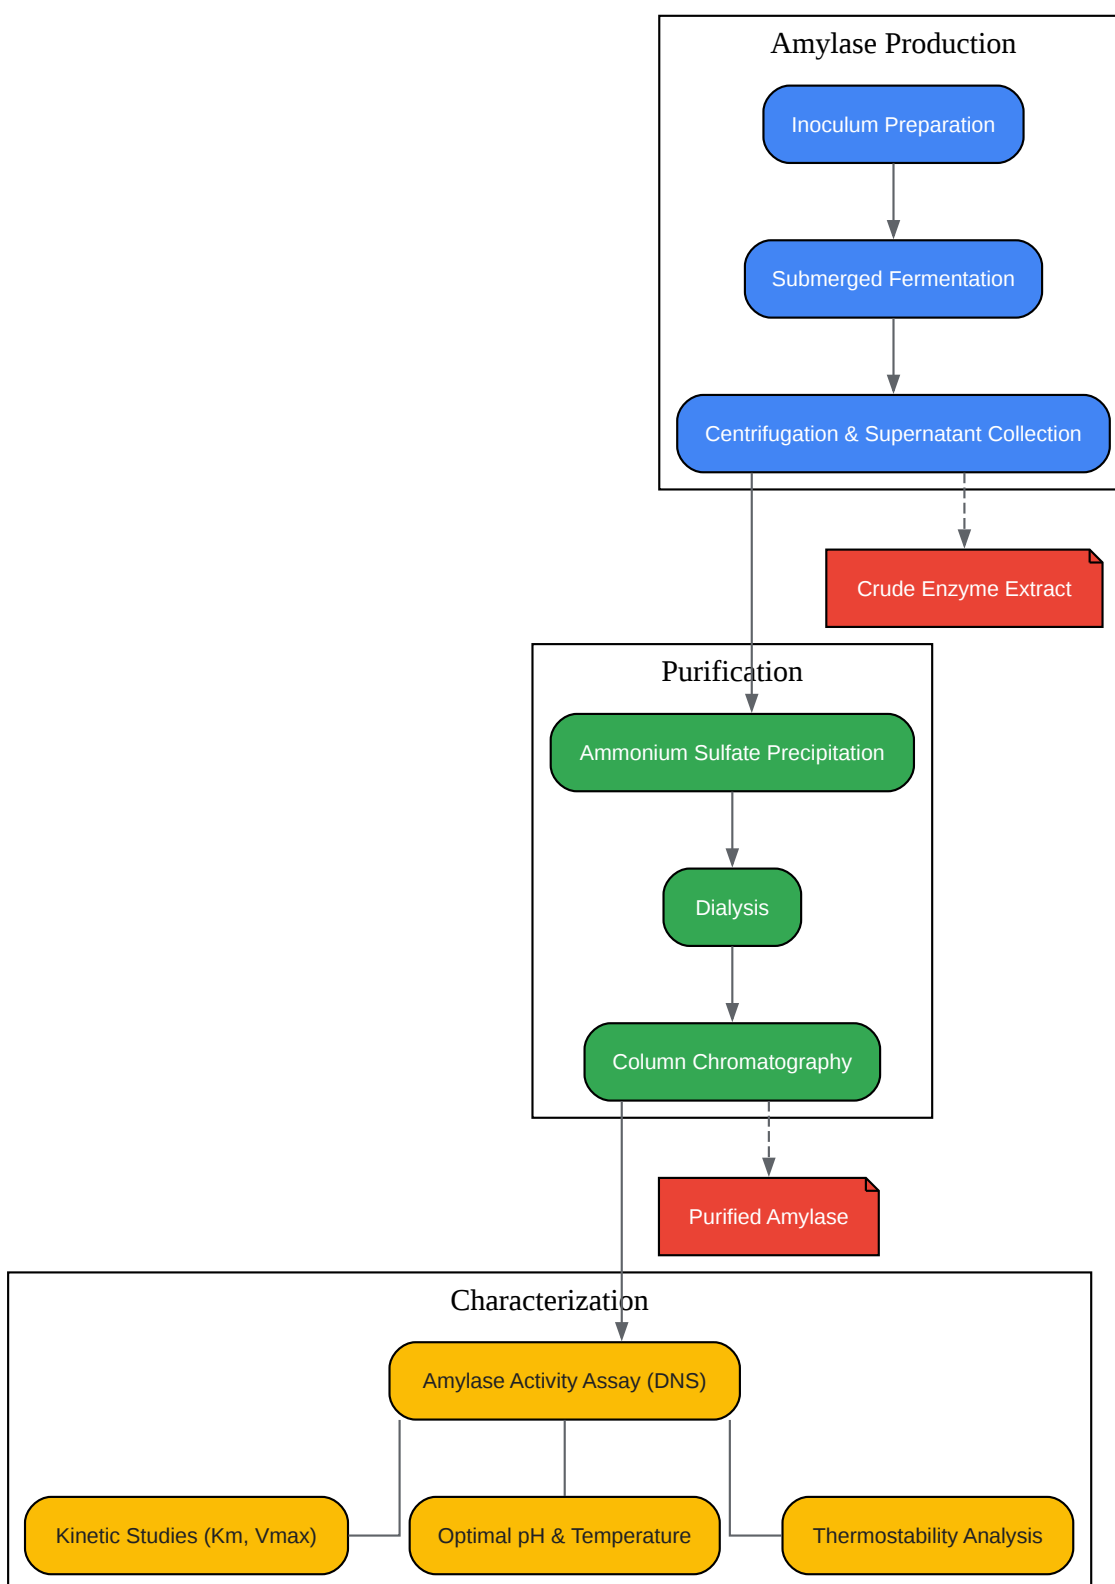 Amylase Production
Inoculum Preparation
Submerged Fermentation
Centrifugation & Supernatant Collection
Crude Enzyme Extract
Purification
Ammonium Sulfate Precipitation
Dialysis
Column Chromatography
Purified Amylase
Characterization
Amylase Activity Assay (DNS)
Kinetic Studies (Km, Vmax)
Optimal pH & Temperature
Thermostability Analysis